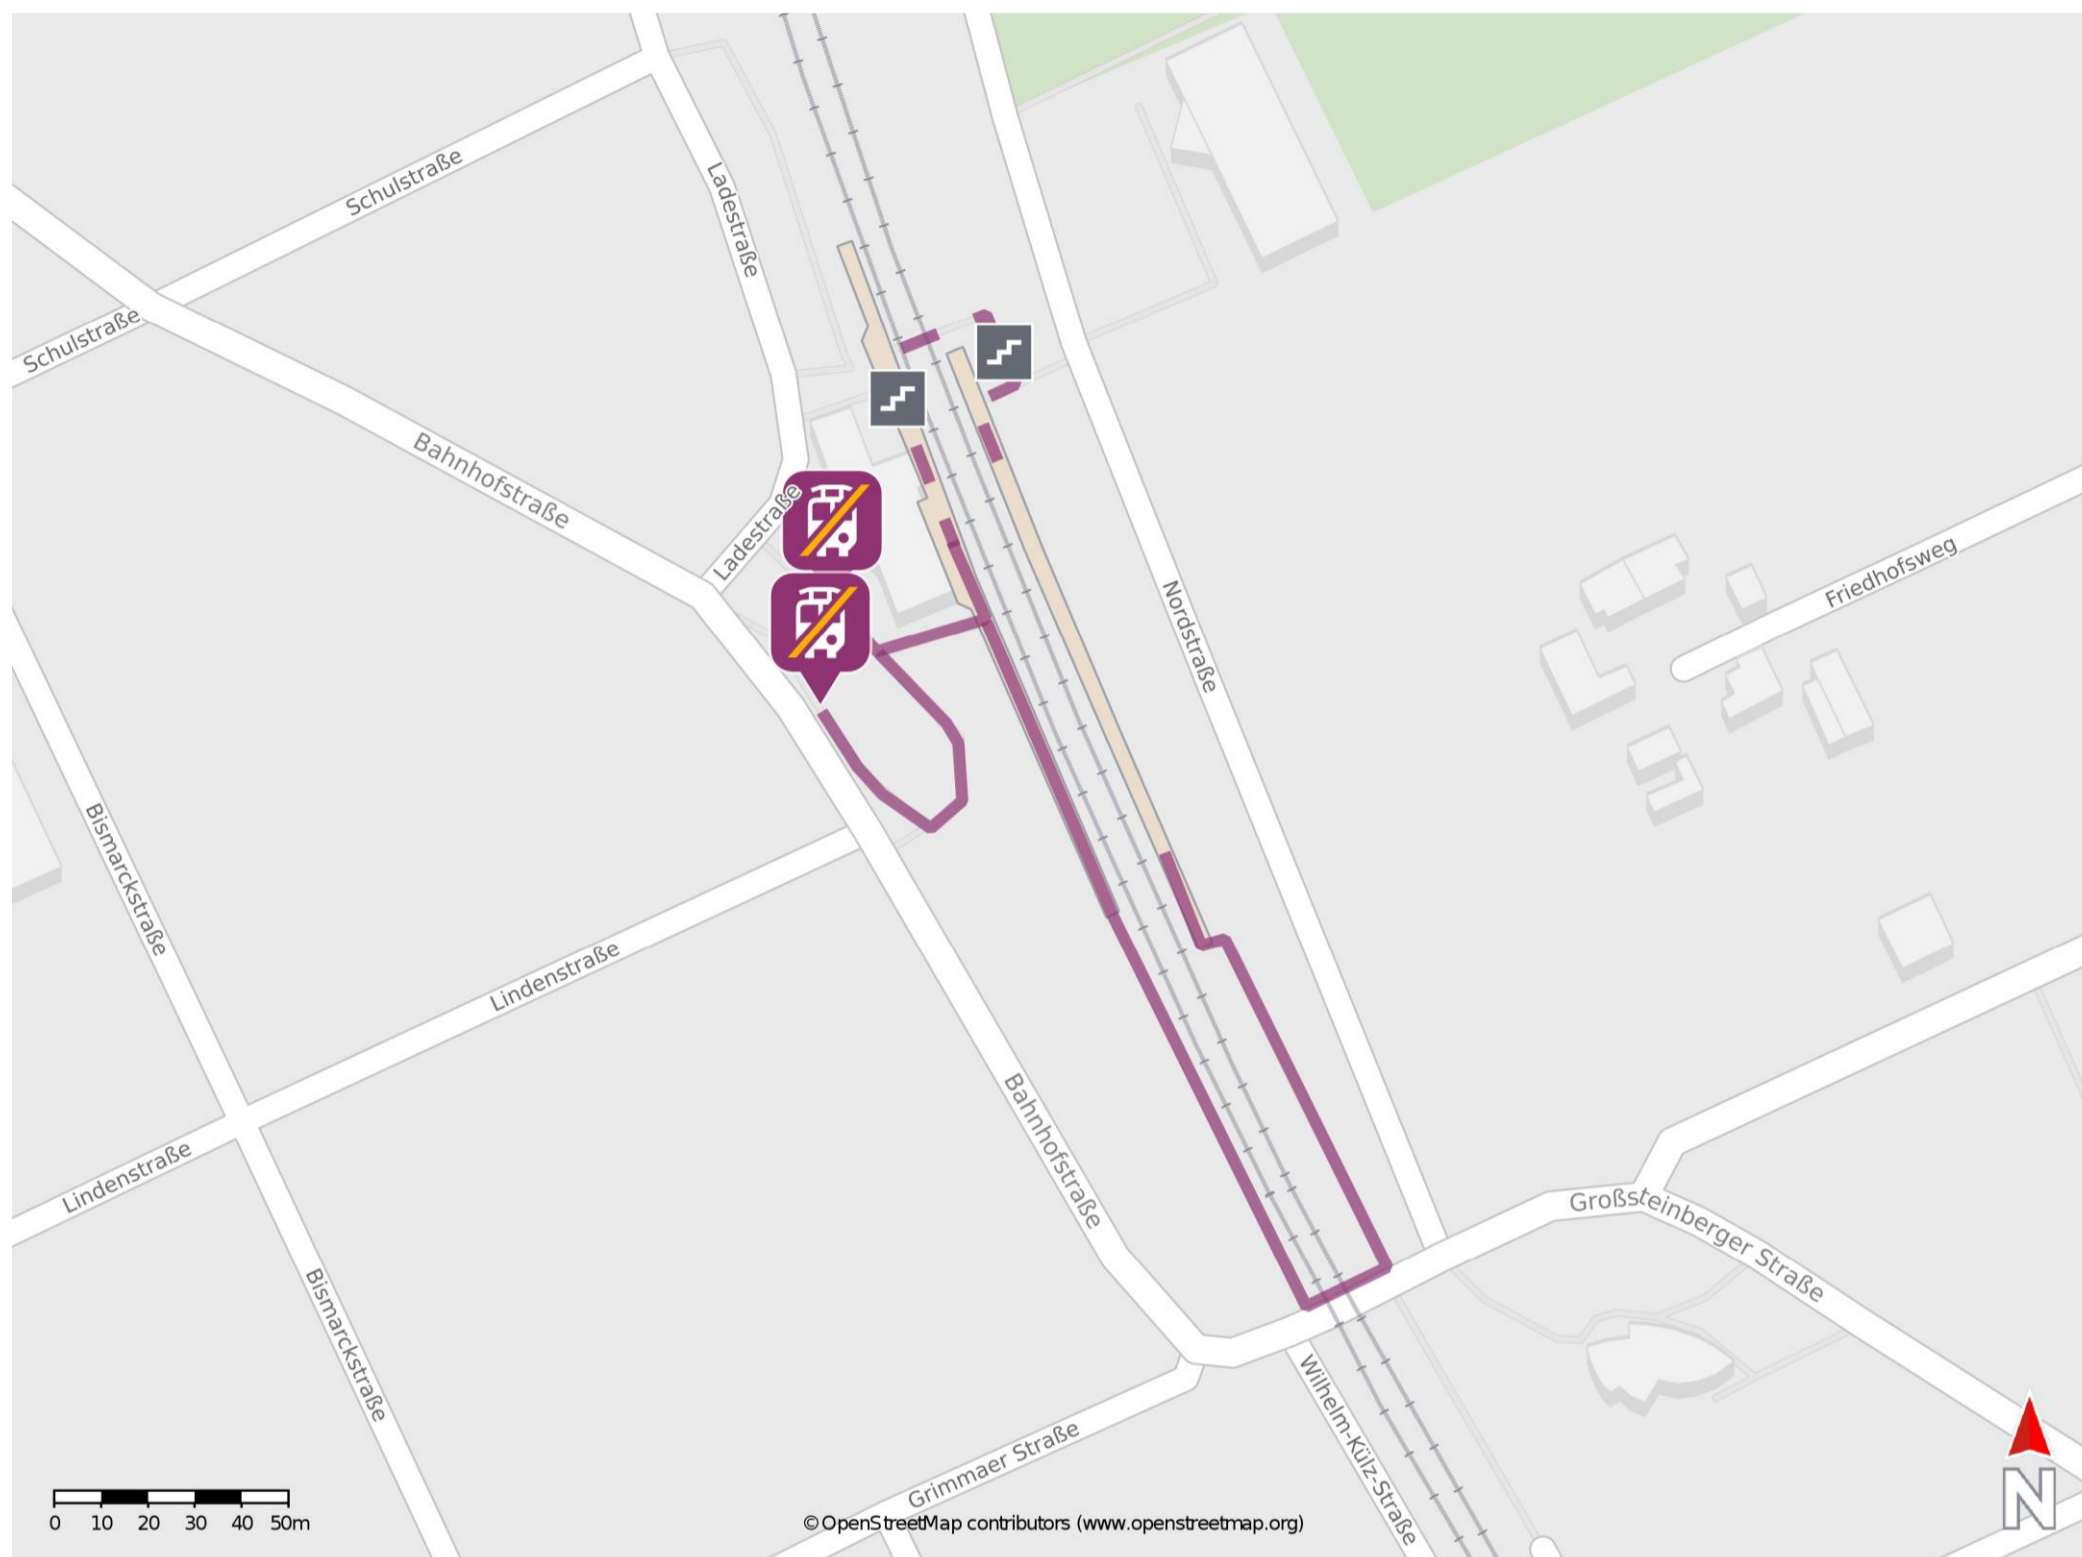 Schulstraße
Ladestraße
Schulstraße
Bahnhofstraße
Ladestraße
Friedhofsweg
Nordstraße
Bismarckstraße
Lindenstraße
Bahnhofstraße
Lindenstraße
Großsteinberger Straße
Bismarckstraße
Wilhelm-Külz-Straße
Grimmaer Straße
N
0 10 20 30 40 50m
© OpenStreetMap contributors (www.openstreetmap.org)